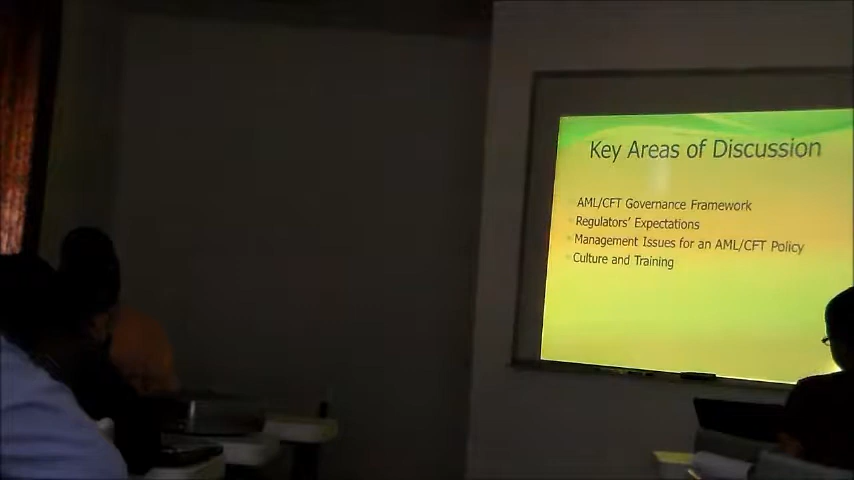 Key Areas of Discussion
AML/CFT Governance Framework
Regulators' Expectations
Management Issues for an AML/CFT Policy
Culture and Training